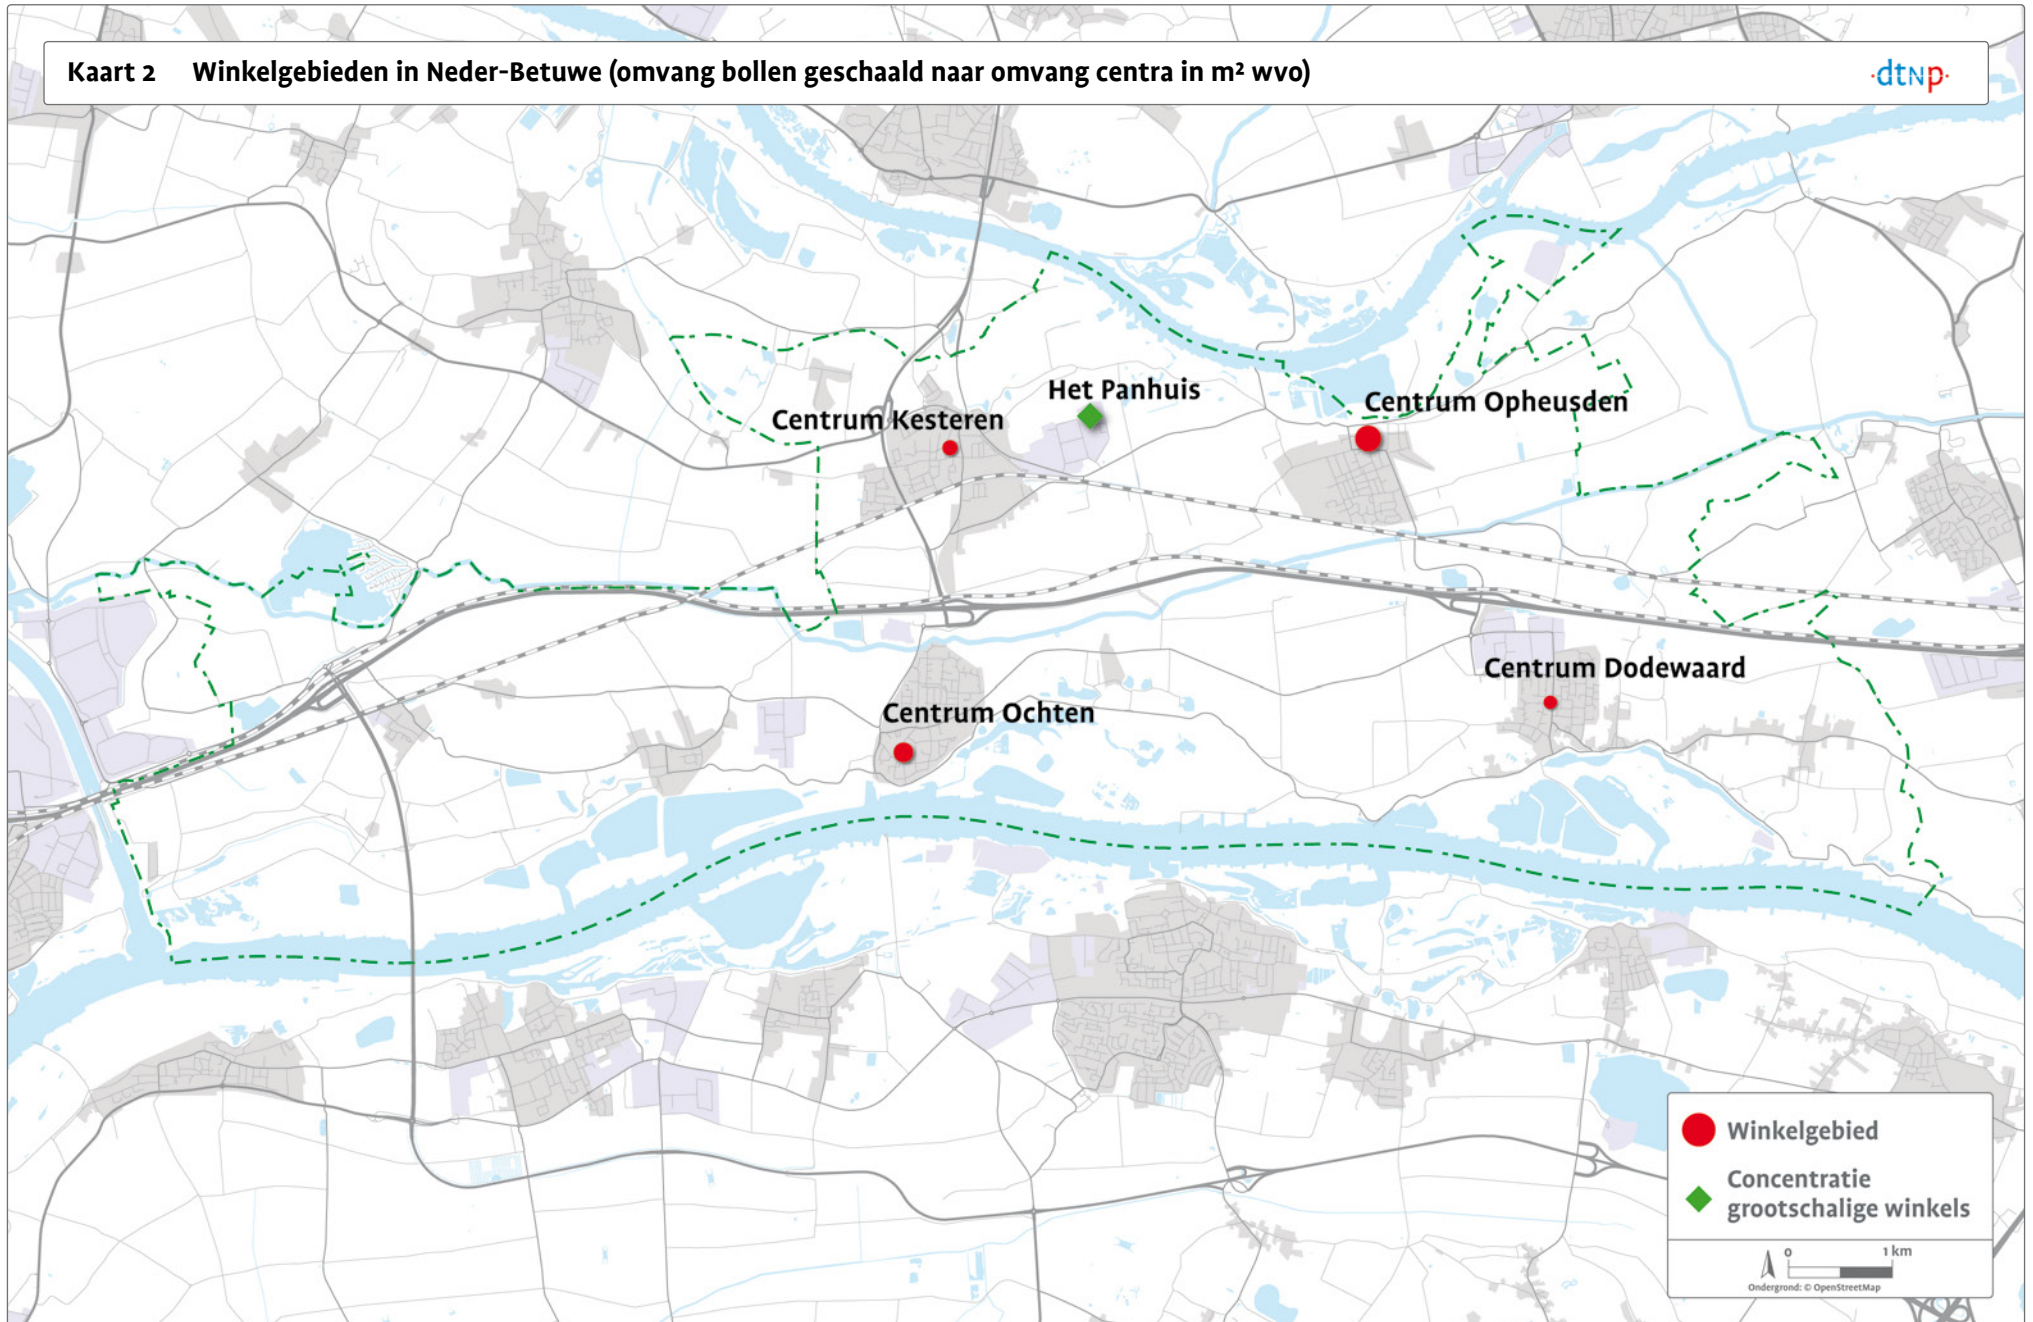 Kaart 2 Winkelgebieden in Neder-Betuwe (omvang bollen geschaald naar omvang centra in m² wvo)
·dtnp·
Het Panhuis
Centrum Opheusden
Centrum Kesteren
Centrum Dodewaard
Centrum Ochten
Winkelgebied
Concentratie
grootschalige winkels
0 1 km
Ondergrond: © OpenStreetMap